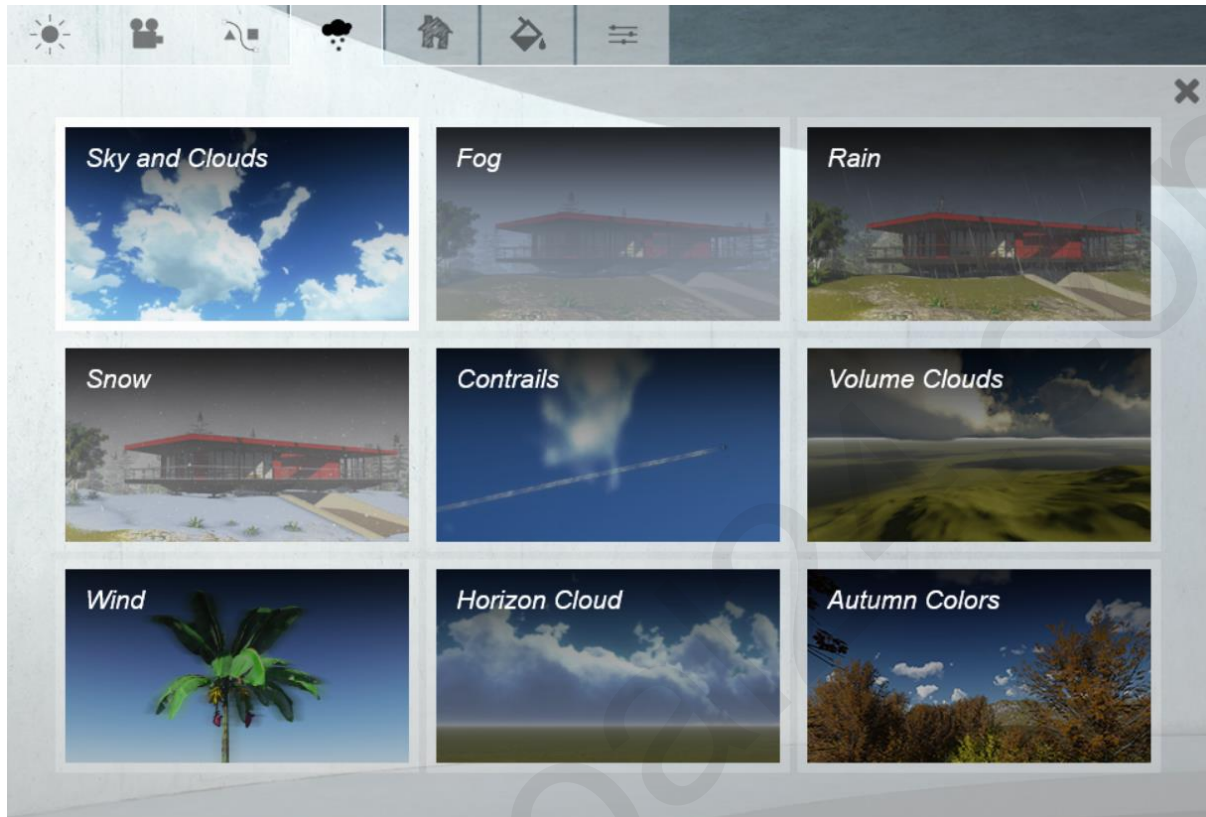 Sky and Clouds
Fog
Rain
Snow
Contrails
Volume Clouds
Wind
Horizon Cloud
Autumn Colors